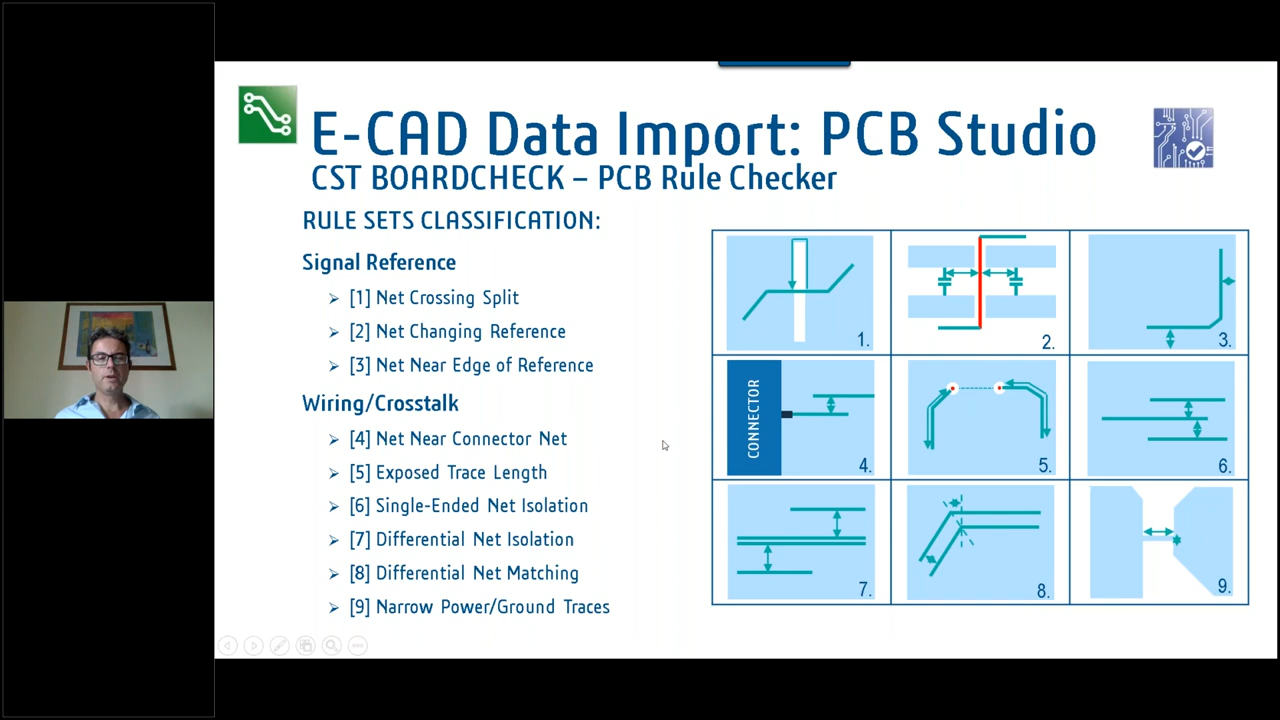 E-CAD Data Import: PCB Studio
CST BOARDCHECK – PCB Rule Checker
RULE SETS CLASSIFICATION:
Signal Reference
➢ [1] Net Crossing Split
➢ [2] Net Changing Reference
➢ [3] Net Near Edge of Reference
Wiring/Crosstalk
➢ [4] Net Near Connector Net
➢ [5] Exposed Trace Length
➢ [6] Single-Ended Net Isolation
➢ [7] Differential Net Isolation
➢ [8] Differential Net Matching
➢ [9] Narrow Power/Ground Traces
1.
2.
3.
CONNECTOR
4.
5.
6.
7.
8.
9.